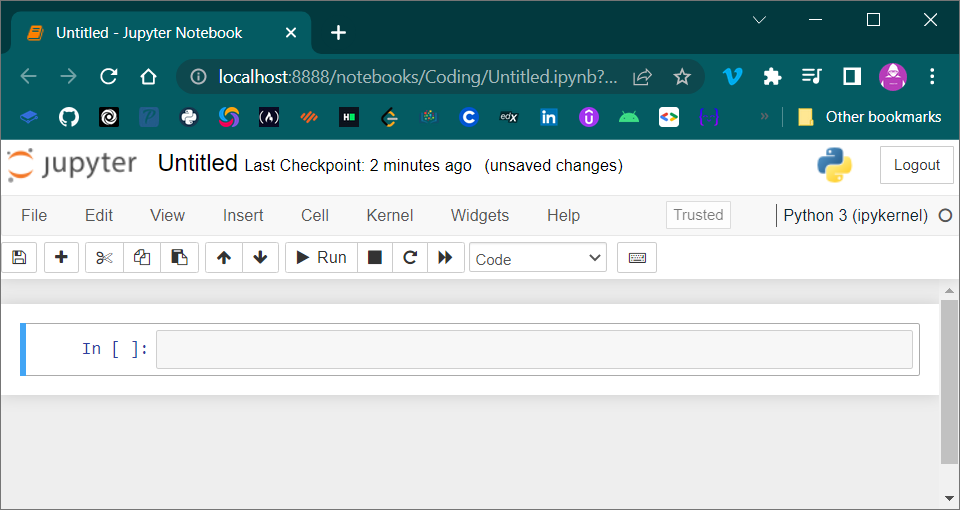 Untitled - Jupyter Notebook
localhost:8888/notebooks/Coding/Untitled.ipynb?...
(A) H C edX in U <> {·} » Other bookmarks
jupyter Untitled Last Checkpoint: 2 minutes ago (unsaved changes) Logout
File Edit View Insert Cell Kernel Widgets Help Trusted Python 3 (ipykernel)
Run Code
In [ ]: